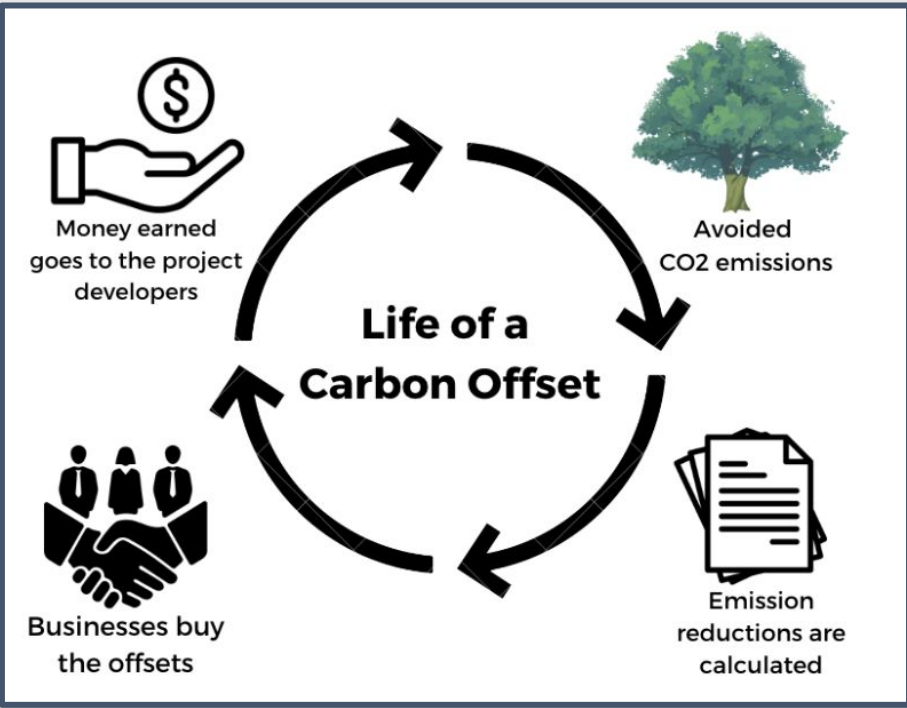 Life of a
Carbon Offset
Avoided
CO2 emissions
Emission
reductions are
calculated
Businesses buy
the offsets
Money earned
goes to the project
developers
$